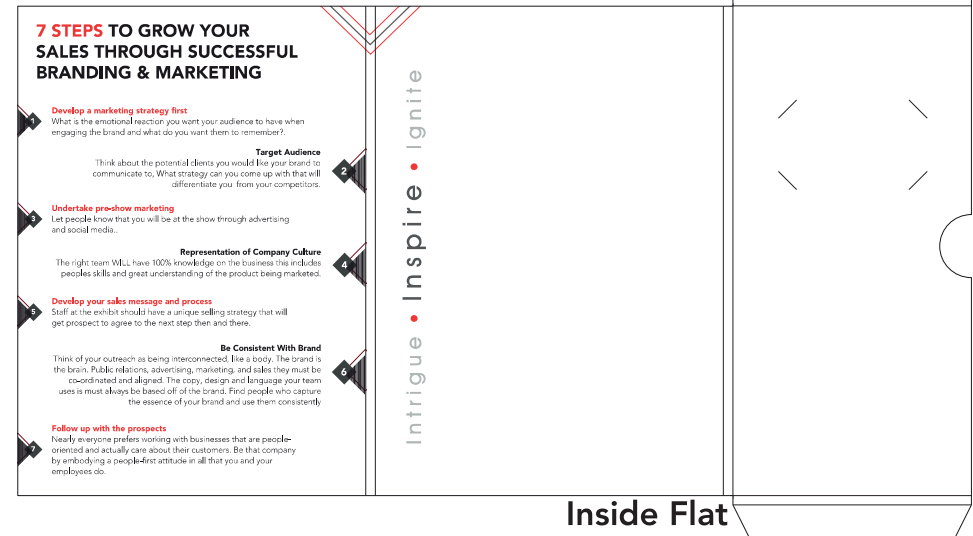 7 STEPS TO GROW YOUR
SALES THROUGH SUCCESSFUL
BRANDING & MARKETING
1
Develop a marketing strategy first
What is the emotional reaction you want your audience to have when
engaging the brand and what do you want them to remember?.
Target Audience
Think about the potential clients you would like your brand to
communicate to, What strategy can you come up with that will
differentiate you from your competitors.
2
3
Undertake pre-show marketing
Let people know that you will be at the show through advertising
and social media..
Representation of Company Culture
The right team WILL have 100% knowledge on the business this includes
peoples skills and great understanding of the product being marketed.
4
5
Develop your sales message and process
Staff at the exhibit should have a unique selling strategy that will
get prospect to agree to the next step then and there.
Be Consistent With Brand
Think of your outreach as being interconnected, like a body. The brand is
the brain. Public relations, advertising, marketing, and sales they must be
co-ordinated and aligned. The copy, design and language your team
uses is must always be based off of the brand. Find people who capture
the essence of your brand and use them consistently
6
7
Follow up with the prospects
Nearly everyone prefers working with businesses that are people-
oriented and actually care about their customers. Be that company
by embodying a people-first attitude in all that you and your
employees do.
Intrigue • Inspire • Ignite
Inside Flat